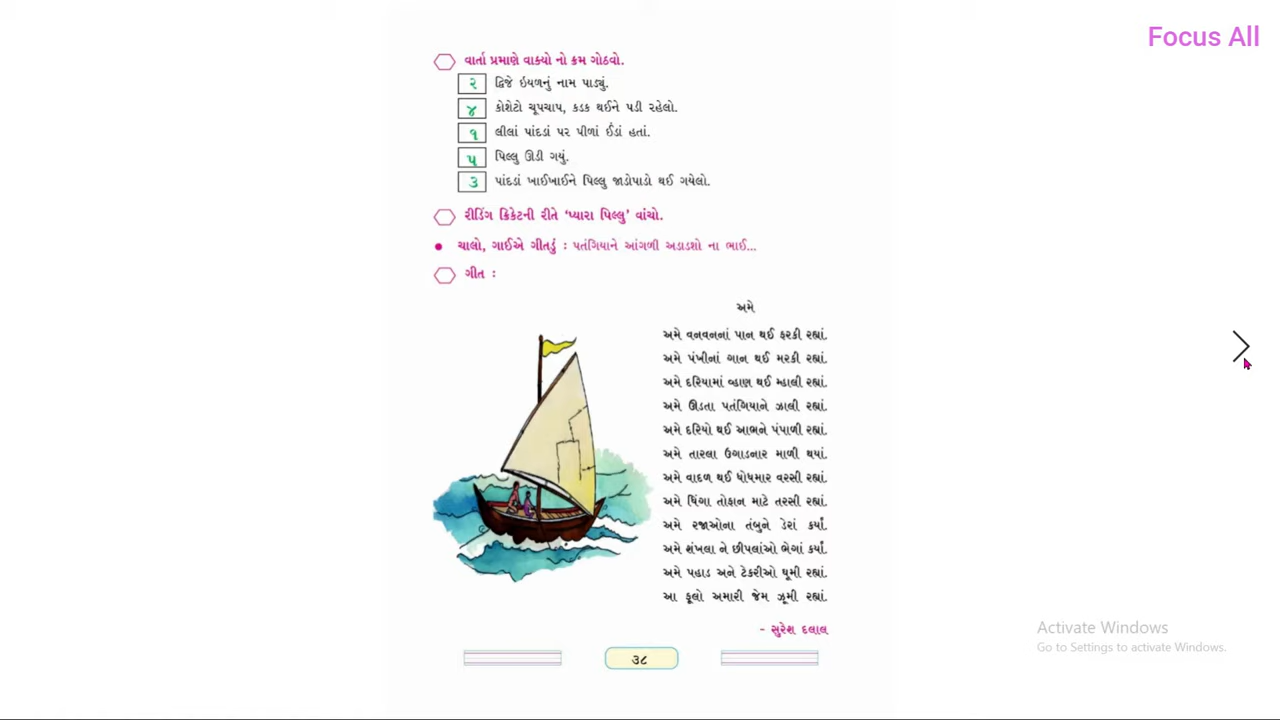 Focus All
વાર્તા પ્રમાણે વાક્યો નો ક્રમ ગોઠવો.
૨ દ્વિજે ઇયળનું નામ પાડ્યું.
૪ કોશેટો ચૂપચાપ, કડક થઈને પડી રહેલો.
૧ લીલાં પાંદડાં પર પીળાં ઈંડાં હતાં.
૫ પિલ્લુ ઊડી ગયું.
૩ પાંદડાં ખાઈખાઈને પિલ્લુ જાડોપાડો થઈ ગયેલો.
રીડિંગ ક્રિકેટની રીતે ‘પ્યારા પિલ્લુ’ વાંચો.
• ચાલો, ગાઈએ ગીતડું : પતંગિયાને આંગળી અડાડશો ના ભાઈ...
ગીત :
અમે
અમે વનવનનાં પાન થઈ ફરકી રહ્યાં.
અમે પંખીનાં ગાન થઈ મરકી રહ્યાં.
અમે દરિયામાં વ્હાણ થઈ મ્હાલી રહ્યાં.
અમે ઊડતા પતંગિયાને ઝાલી રહ્યાં.
અમે દરિયો થઈ આભને પંપાળી રહ્યાં.
અમે તારલા ઉગાડનાર માળી થયાં.
અમે વાદળ થઈ ધોધમાર વરસી રહ્યાં.
અમે ધિંગા તોફાન માટે તરસી રહ્યાં.
અમે રજાઓના તંબુને ડેરાં કર્યાં.
અમે શંખલા ને છીપલાંઓ ભેગાં કર્યાં.
અમે પહાડ અને ટેકરીઓ ઘૂમી રહ્યાં.
આ ફૂલો અમારી જેમ ઝૂમી રહ્યાં.
- સુરેશ દલાલ
૩૮
Activate Windows
Go to Settings to activate Windows.